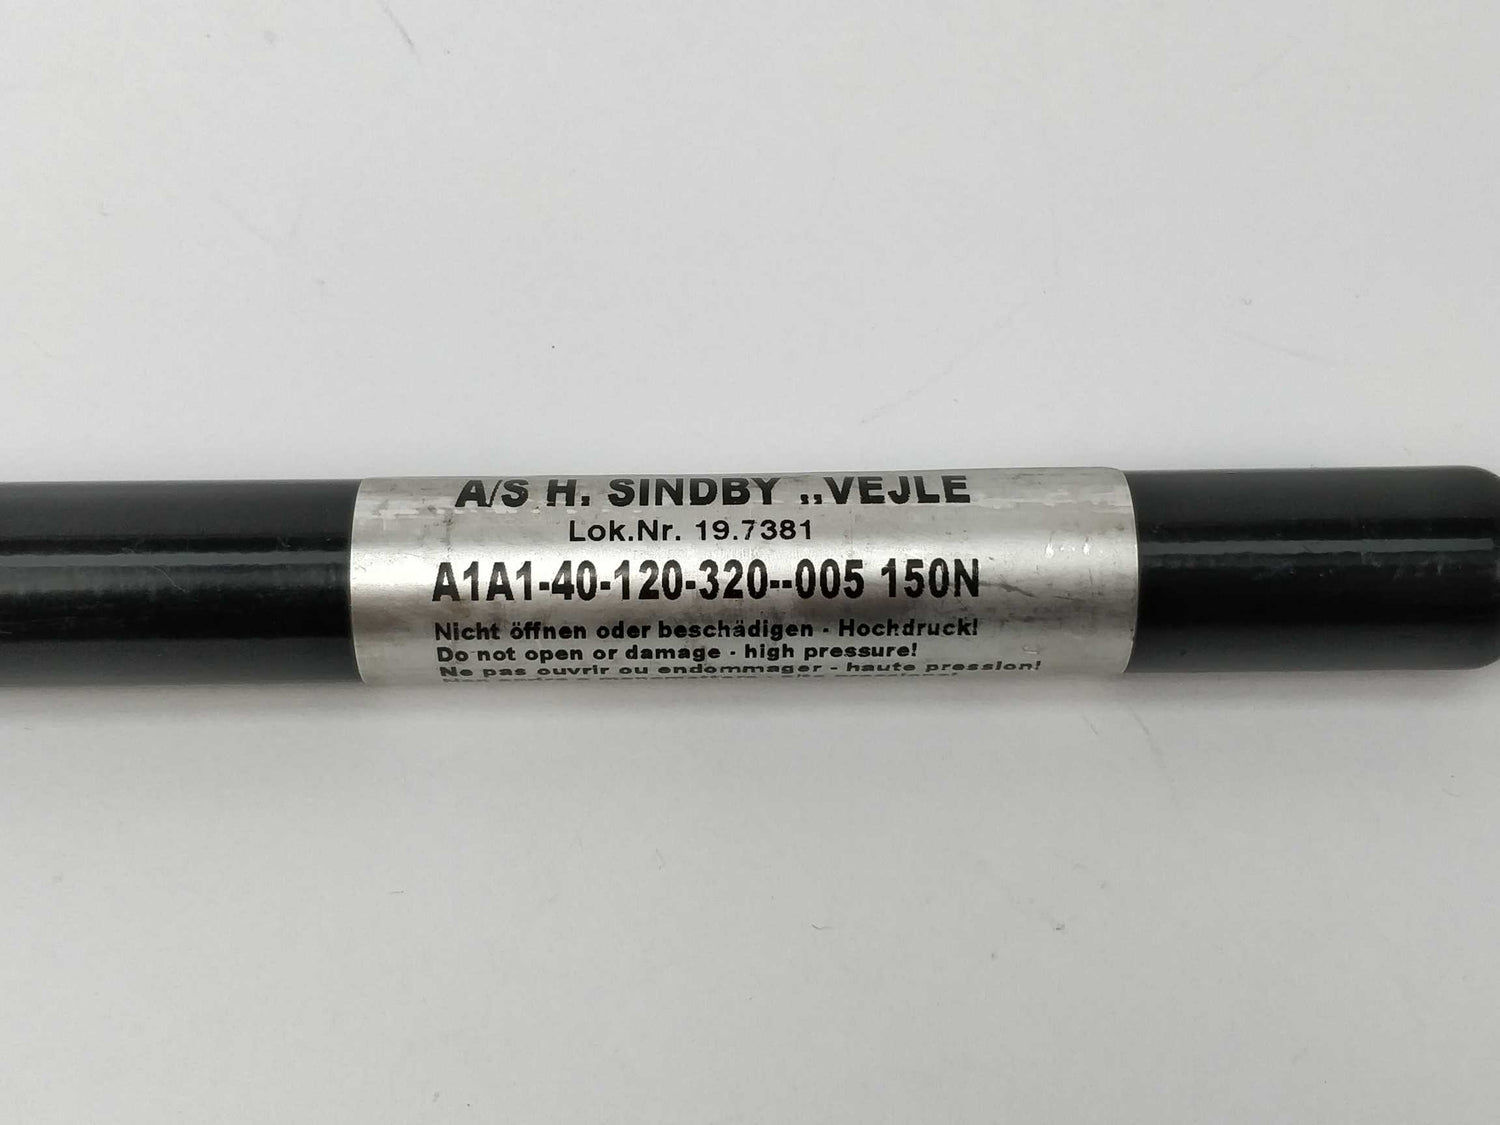 A/S H. SINDBY ,,VEJLE
Lok.Nr. 19.7381
A1A1-40-120-320--005 150N
Nicht öffnen oder beschädigen - Hochdruck!
Do not open or damage - high pressure!
Ne pas ouvrir ou endommager - haute pression!